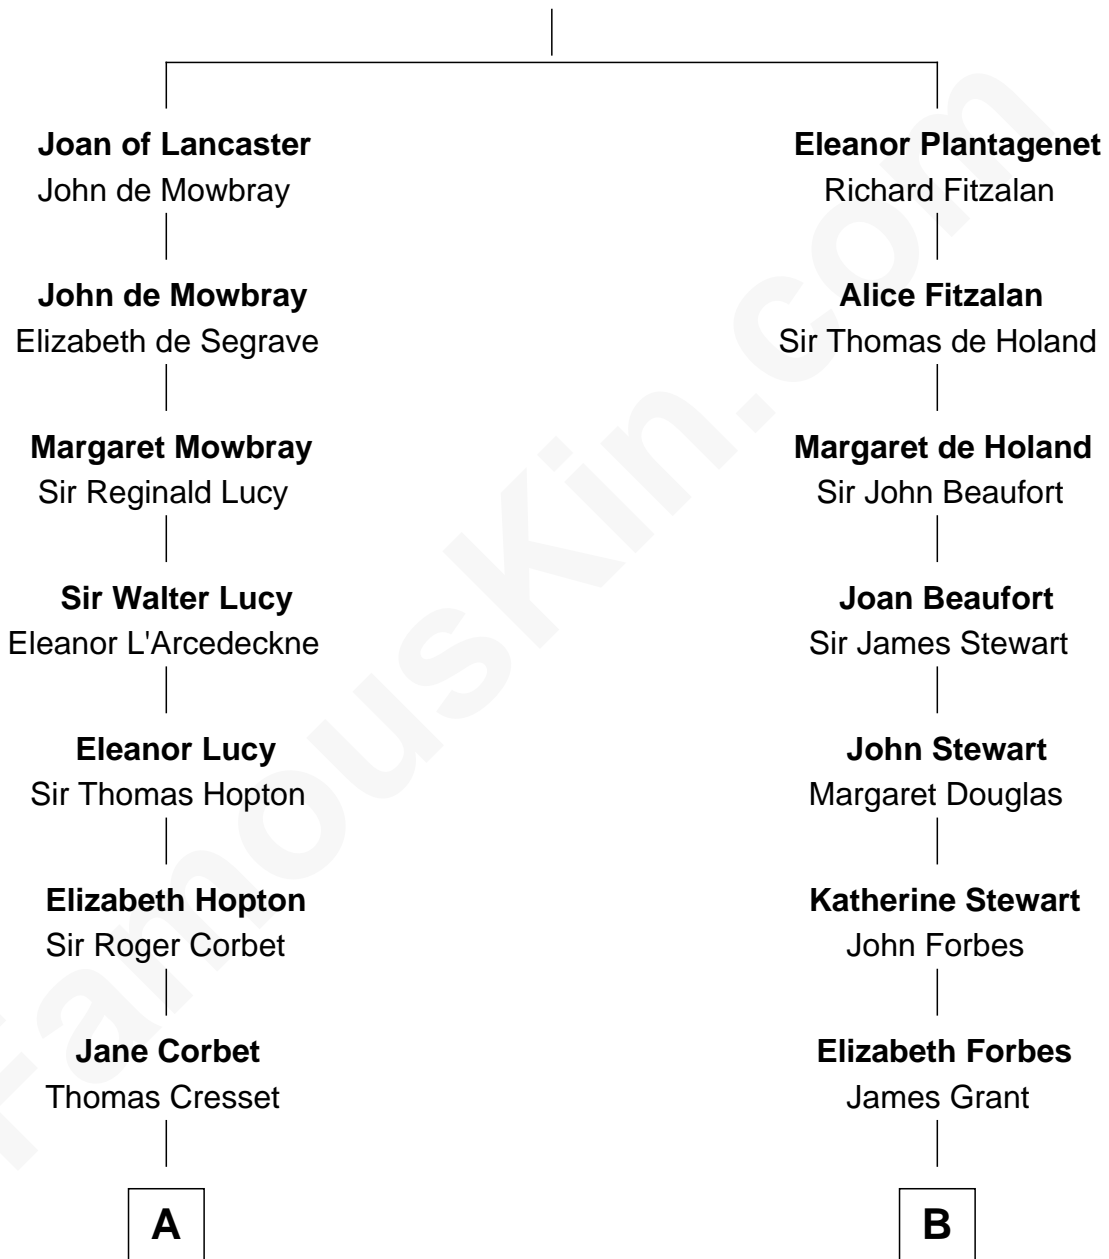 Joan of Lancaster
John de Mowbray
John de Mowbray
Elizabeth de Segrave
Margaret Mowbray
Sir Reginald Lucy
Sir Walter Lucy
Eleanor L'Arcedeckne
Eleanor Lucy
Sir Thomas Hopton
Elizabeth Hopton
Sir Roger Corbet
Jane Corbet
Thomas Cresset
A
Eleanor Plantagenet
Richard Fitzalan
Alice Fitzalan
Sir Thomas de Holand
Margaret de Holand
Sir John Beaufort
Joan Beaufort
Sir James Stewart
John Stewart
Margaret Douglas
Katherine Stewart
John Forbes
Elizabeth Forbes
James Grant
B
FamousKin.com